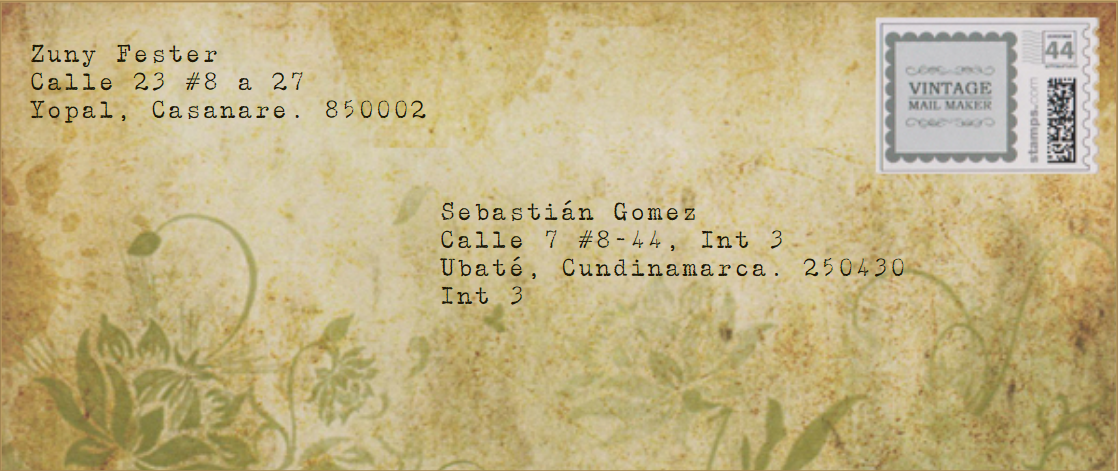 Zuny Fester
Calle 23 #8 a 27
Yopal, Casanare. 850002
44
VINTAGE
MAIL MAKER
stamps.com
Sebastián Gomez
Calle 7 #8-44, Int 3
Ubaté, Cundinamarca. 250430
Int 3